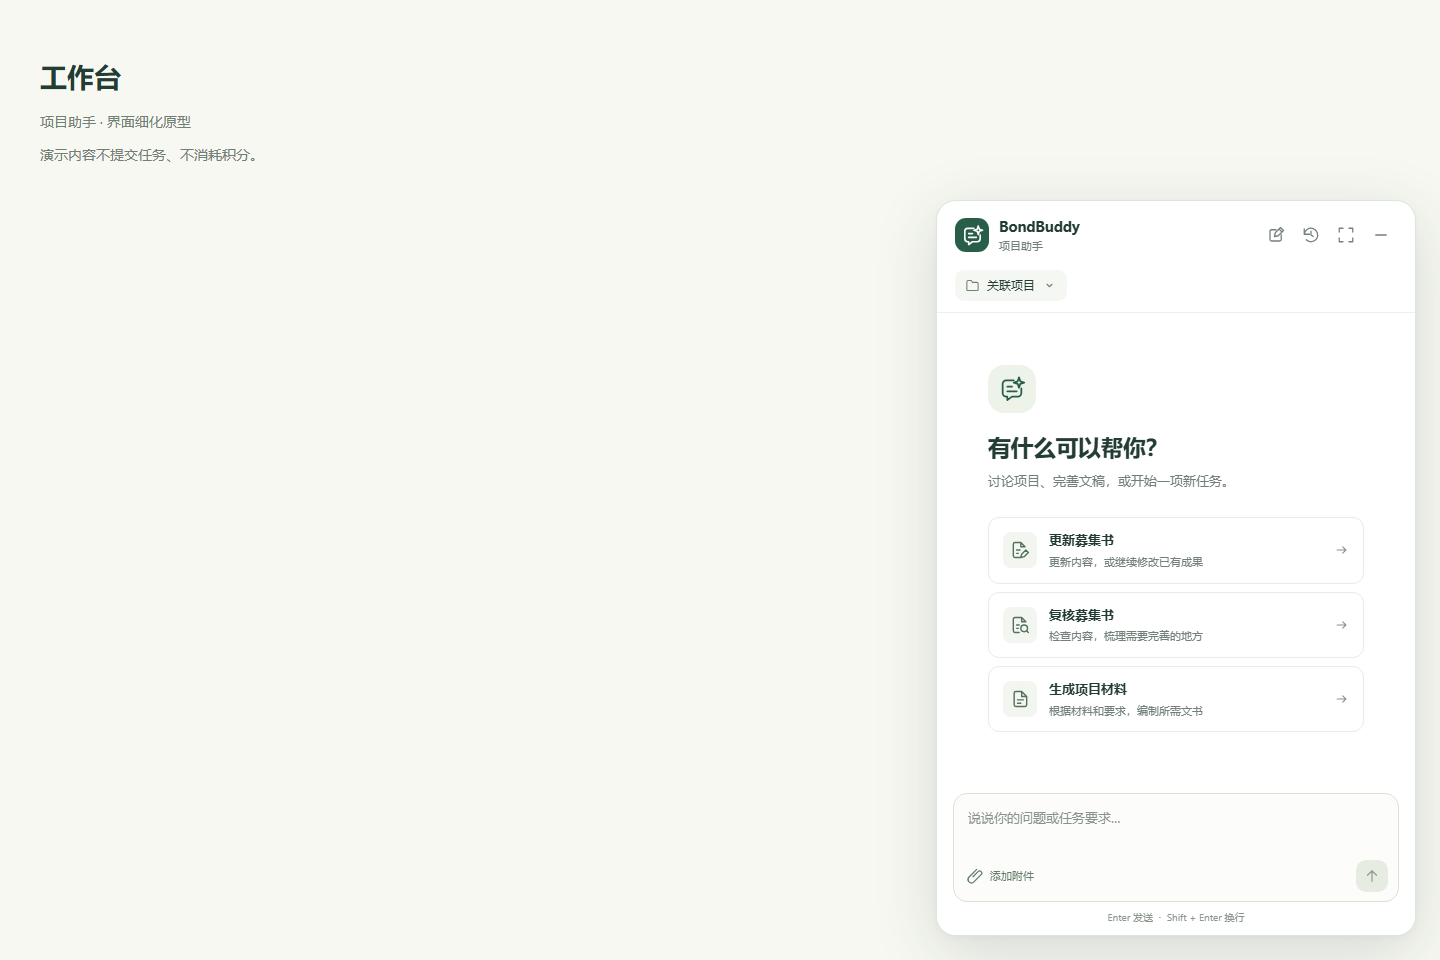 工作台
项目助手 · 界面细化原型
演示内容不提交任务、不消耗积分。
BondBuddy
项目助手
关联项目
有什么可以帮你？
讨论项目、完善文稿，或开始一项新任务。
更新募集书
更新内容，或继续修改已有成果
复核募集书
检查内容，梳理需要完善的地方
生成项目材料
根据材料和要求，编制所需文书
说说你的问题或任务要求...
添加附件
Enter 发送 · Shift + Enter 换行